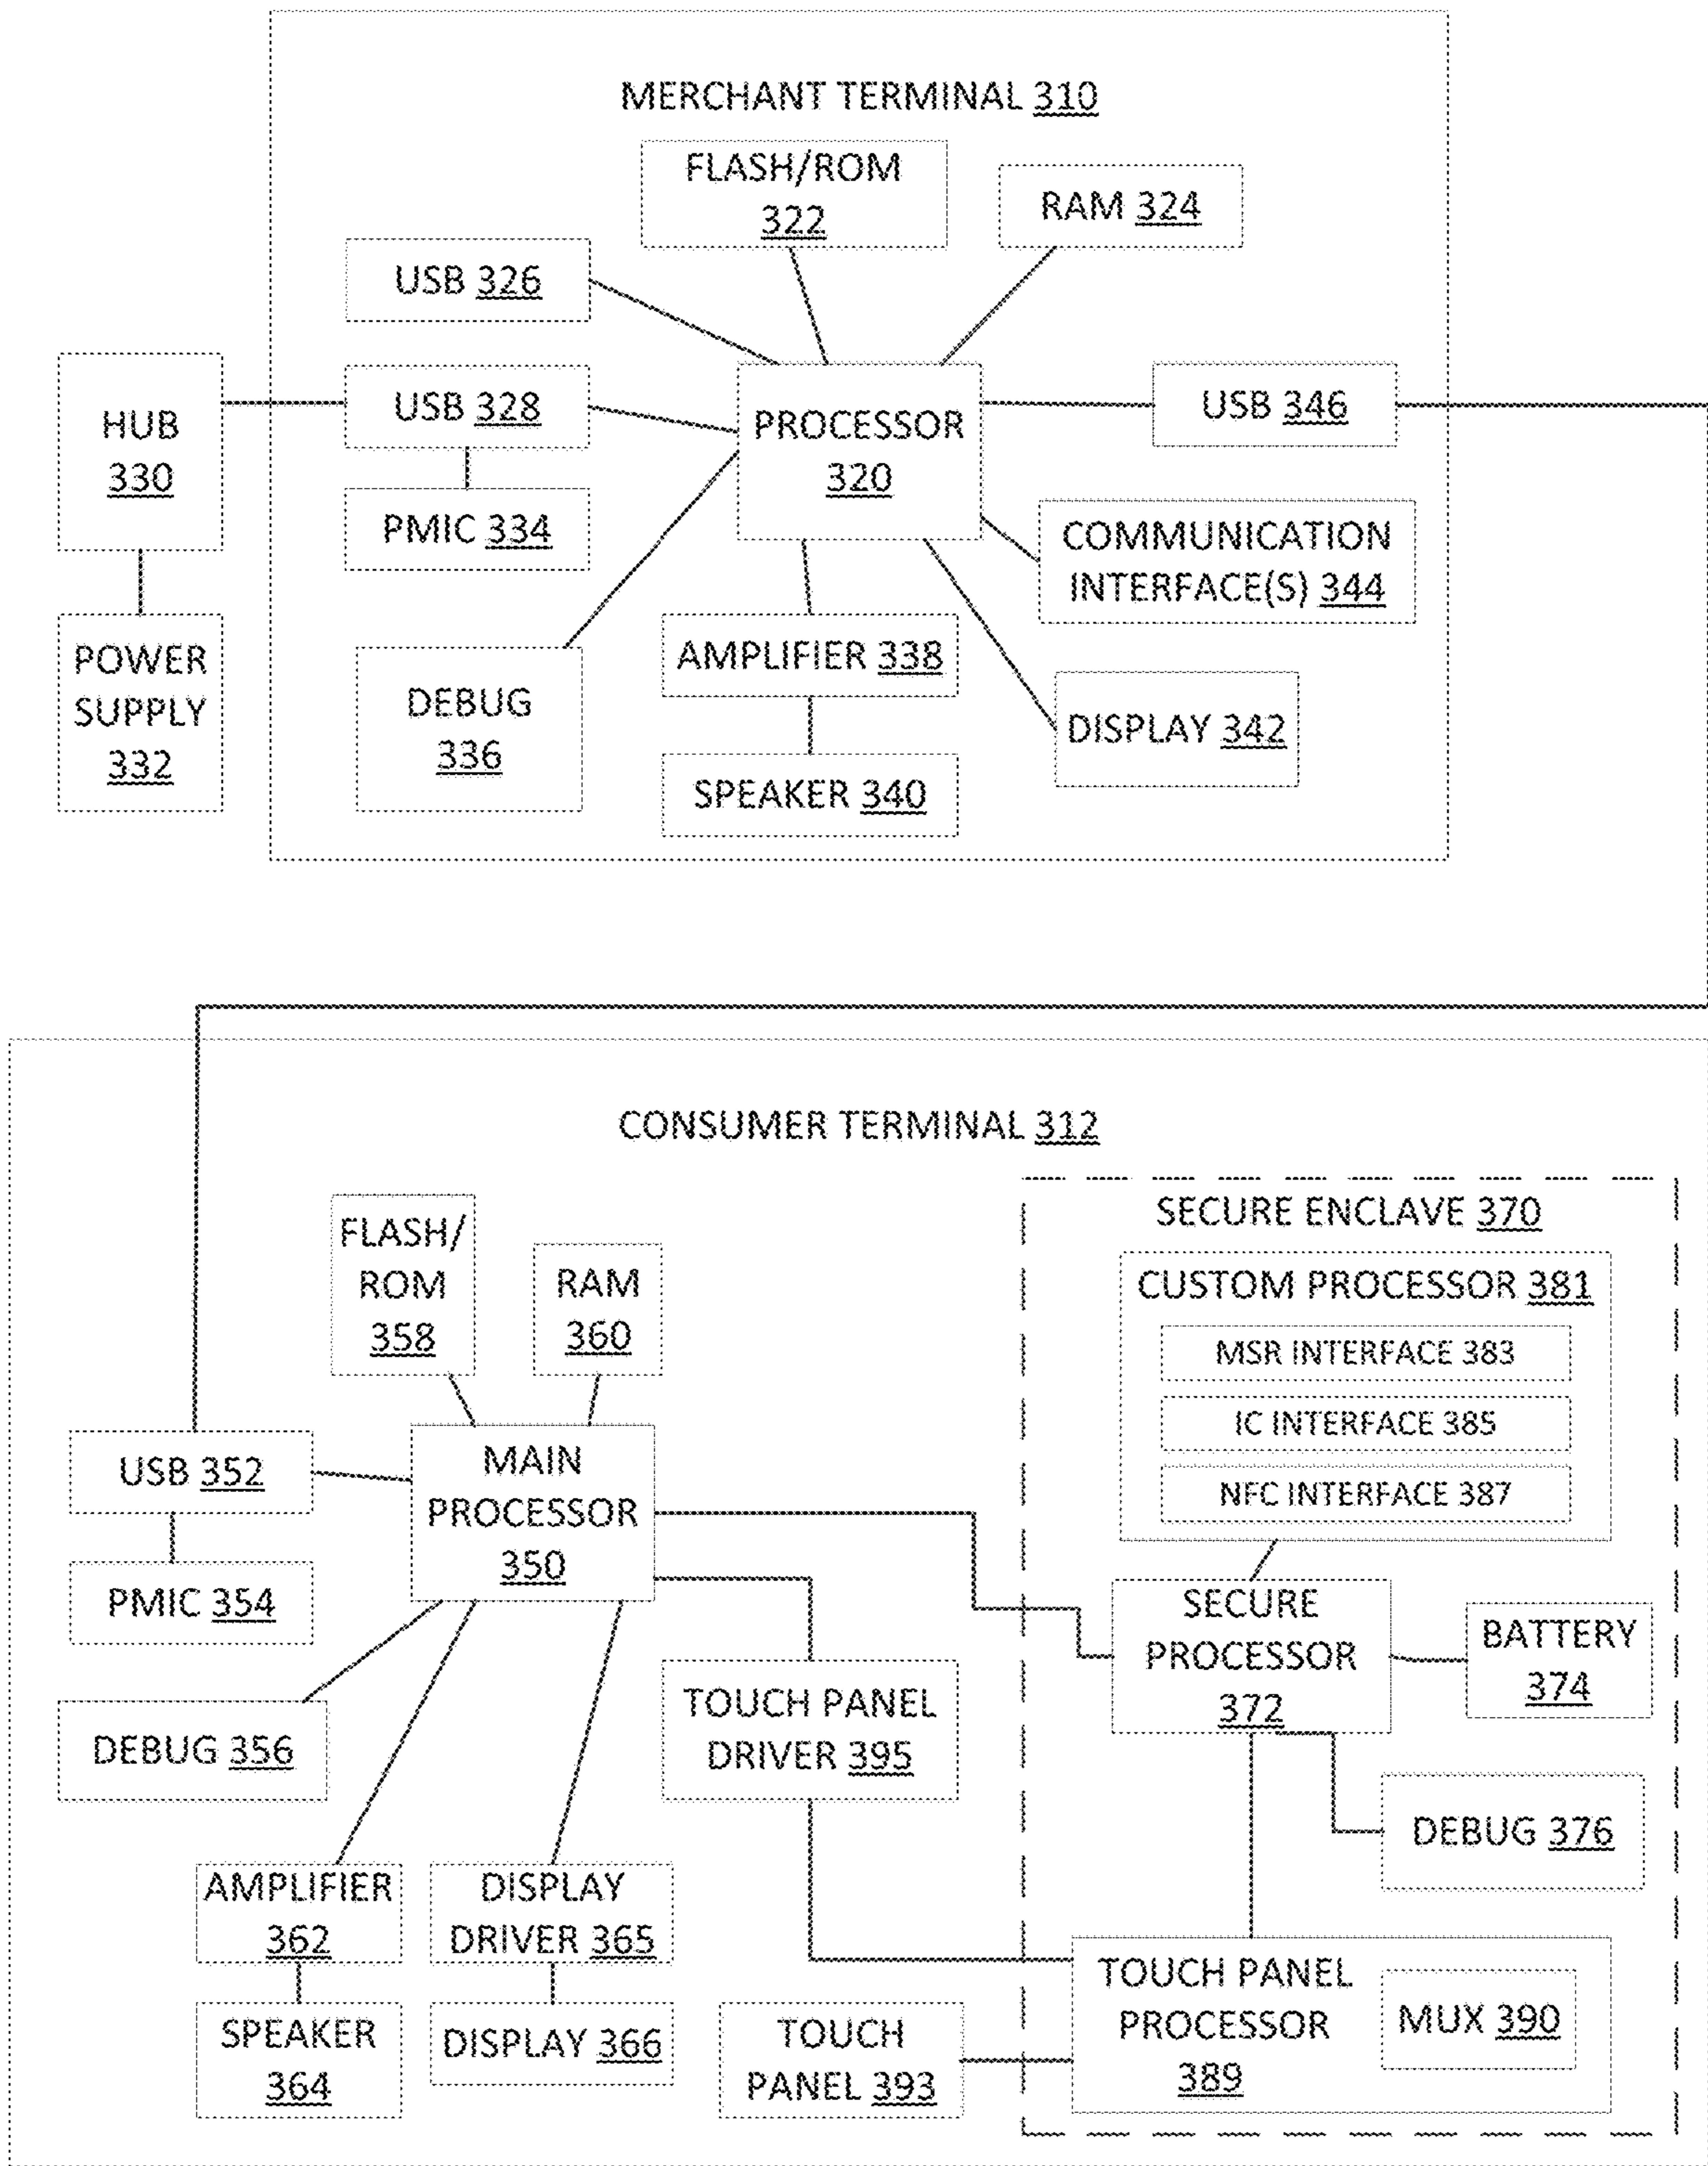 MERCHANT TERMINAL 310
FLASH/ROM
322
RAM 324
USB 326
HUB
330
USB 328
PROCESSOR
320
USB 346
PMIC 334
COMMUNICATION
INTERFACE(S) 344
POWER
SUPPLY
332
DEBUG
336
AMPLIFIER 338
DISPLAY 342
SPEAKER 340
CONSUMER TERMINAL 312
FLASH/
ROM
358
RAM
360
SECURE ENCLAVE 370
CUSTOM PROCESSOR 381
MSR INTERFACE 383
IC INTERFACE 385
NFC INTERFACE 387
USB 352
MAIN
PROCESSOR
350
PMIC 354
SECURE
PROCESSOR
372
BATTERY
374
DEBUG 356
TOUCH PANEL
DRIVER 395
DEBUG 376
AMPLIFIER
362
DISPLAY
DRIVER 365
SPEAKER
364
DISPLAY 366
TOUCH
PANEL 393
TOUCH PANEL
PROCESSOR
389
MUX 390